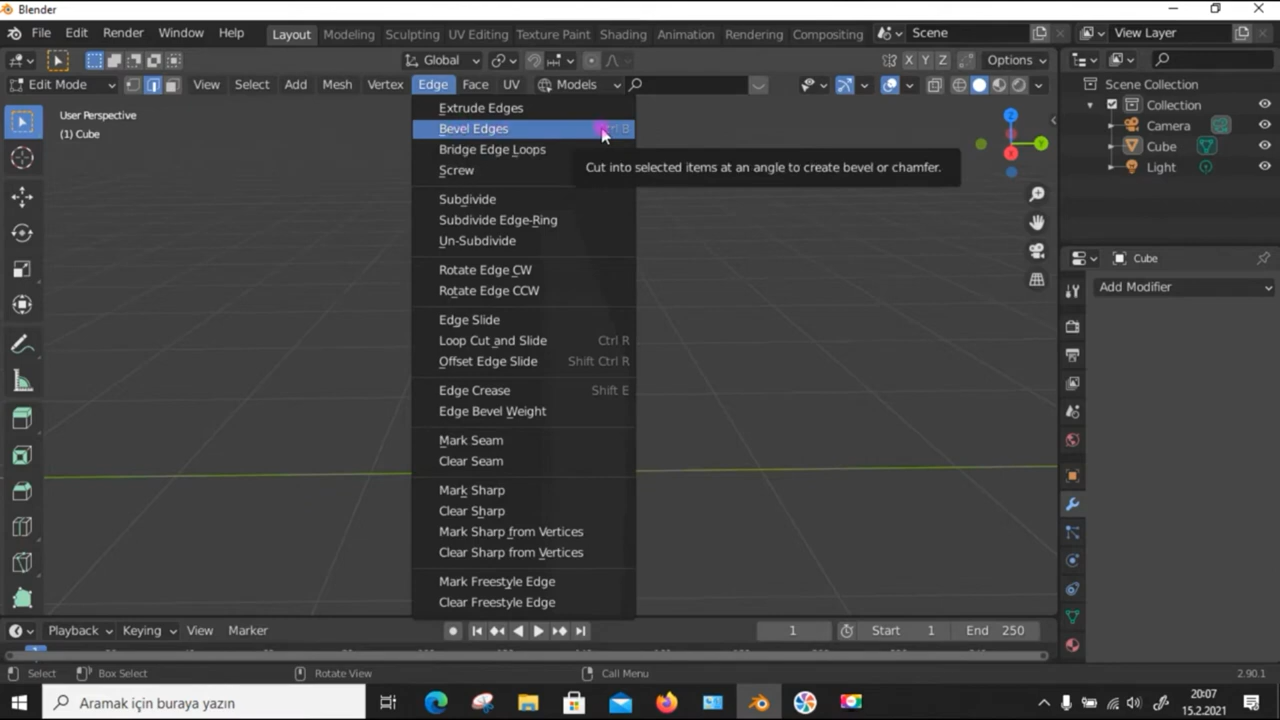 Blender
File Edit Render Window Help Layout Modeling Sculpting UV Editing Texture Paint Shading Animation Rendering Compositing Scene View Layer
Global X Y Z Options
Edit Mode View Select Add Mesh Vertex Edge Face UV Models
Scene Collection
Collection
Camera
Cube
Light
User Perspective
(1) Cube
Extrude Edges
Bevel Edges Ctrl B
Bridge Edge Loops
Screw
Cut into selected items at an angle to create bevel or chamfer.
Subdivide
Subdivide Edge-Ring
Un-Subdivide
Rotate Edge CW
Rotate Edge CCW
Edge Slide
Loop Cut and Slide Ctrl R
Offset Edge Slide Shift Ctrl R
Edge Crease Shift E
Edge Bevel Weight
Mark Seam
Clear Seam
Mark Sharp
Clear Sharp
Mark Sharp from Vertices
Clear Sharp from Vertices
Mark Freestyle Edge
Clear Freestyle Edge
Z
Y
X
Cube
Add Modifier
Playback Keying View Marker 1 Start 1 End 250
Select Box Select Rotate View Call Menu 2.90.1
Aramak için buraya yazın
20:07
15.2.2021